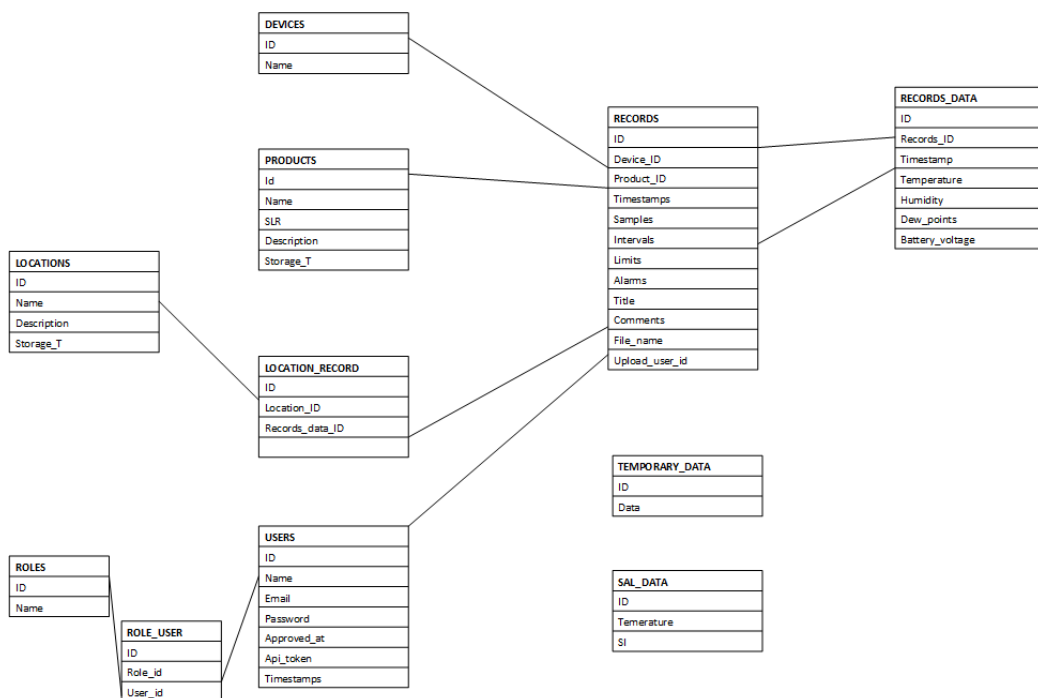 DEVICES
ID
Name
PRODUCTS
Id
Name
SLR
Description
Storage_T
RECORDS
ID
Device_ID
Product_ID
Timestamps
Samples
Intervals
Limits
Alarms
Title
Comments
File_name
Upload_user_id
RECORDS_DATA
ID
Records_ID
Timestamp
Temperature
Humidity
Dew_points
Battery_voltage
LOCATIONS
ID
Name
Description
Storage_T
LOCATION_RECORD
ID
Location_ID
Records_data_ID
TEMPORARY_DATA
ID
Data
USERS
ID
Name
Email
Password
Approved_at
Api_token
Timestamps
ROLES
ID
Name
ROLE_USER
ID
Role_id
User_id
SAL_DATA
ID
Temerature
SI